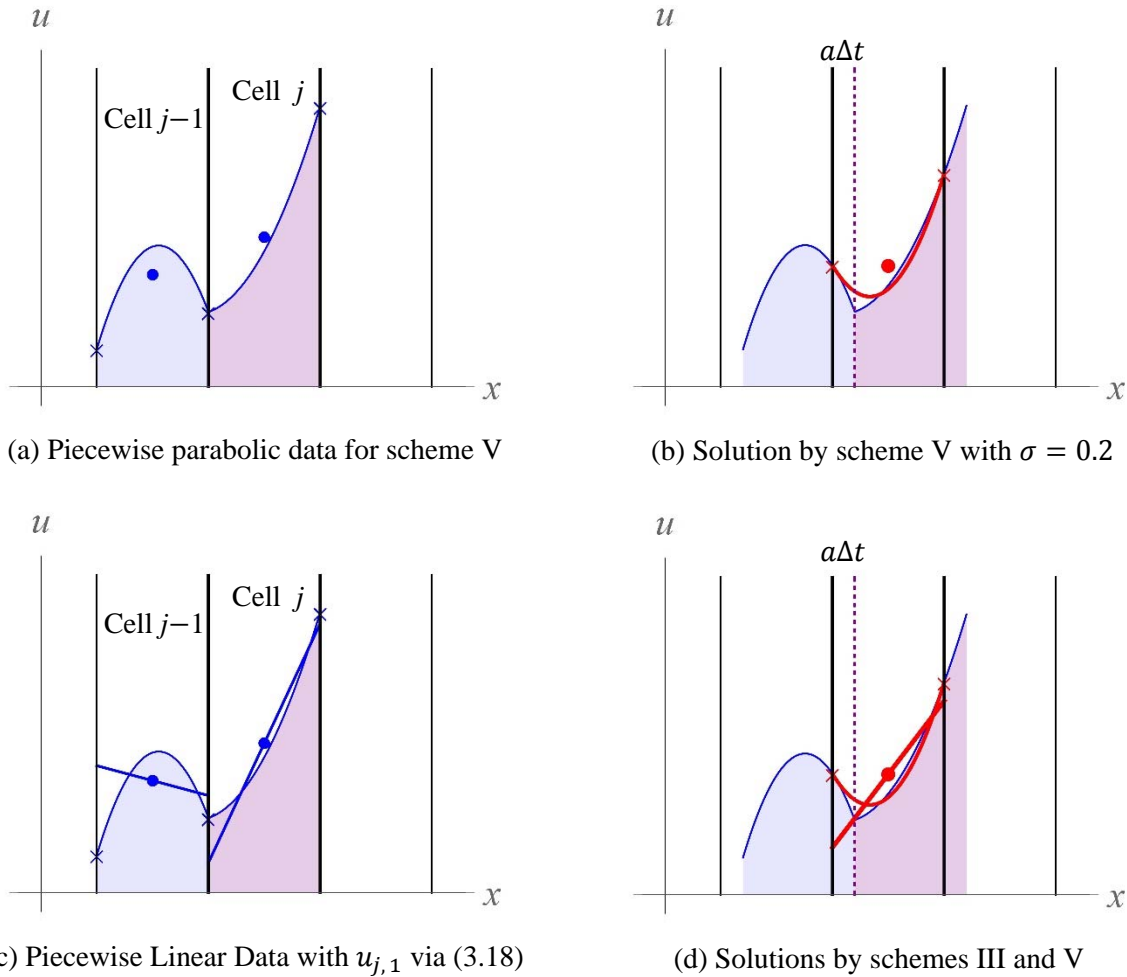 u
u
aΔt
Cell j
Cell j−1
x
x
(a) Piecewise parabolic data for scheme V
(b) Solution by scheme V with σ = 0.2
u
u
aΔt
Cell j
Cell j−1
x
x
c) Piecewise Linear Data with u_{j,1} via (3.18)
(d) Solutions by schemes III and V